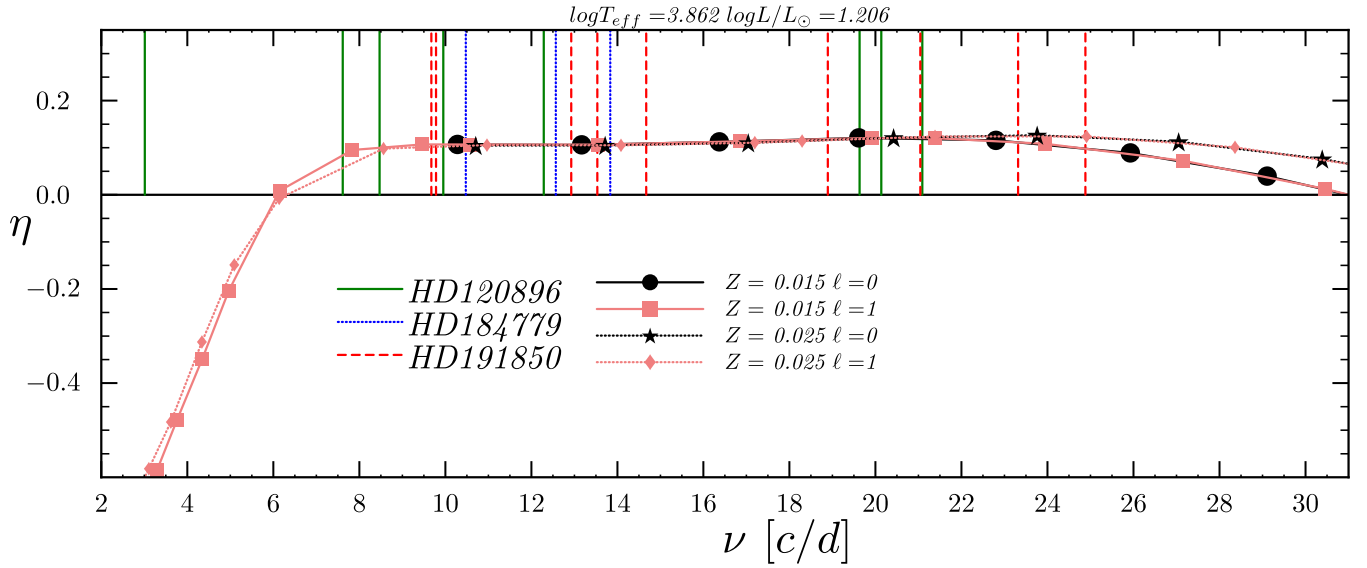 logT_eff =3.862 logL/L_⊙ =1.206
0.2
0.0
−0.2
−0.4
η
HD120896
HD184779
HD191850
Z = 0.015 ℓ =0
Z = 0.015 ℓ =1
Z = 0.025 ℓ =0
Z = 0.025 ℓ =1
2 4 6 8 10 12 14 16 18 20 22 24 26 28 30
ν [c/d]